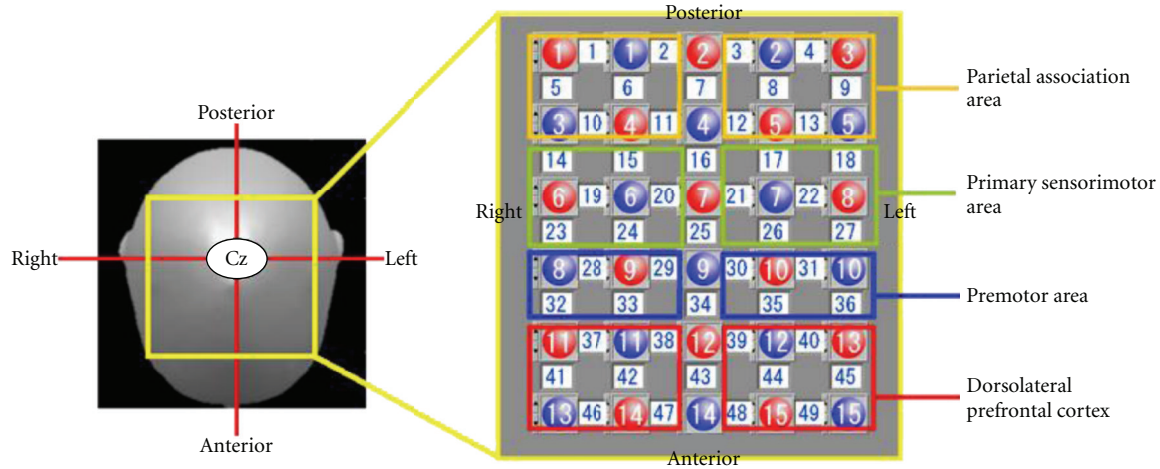 Posterior
Right
Cz
Left
Anterior
Posterior
1 1 1 2 2 3 2 4 3
5 6 7 8 9
3 10 4 11 4 12 5 13 5
14 15 16 17 18
Right 6 19 6 20 7 21 7 22 8 Left
23 24 25 26 27
8 28 9 29 9 30 10 31 10
32 33 34 35 36
11 37 11 38 12 39 12 40 13
41 42 43 44 45
13 46 14 47 14 48 15 49 15
Anterior
Parietal association
area
Primary sensorimotor
area
Premotor area
Dorsolateral
prefrontal cortex